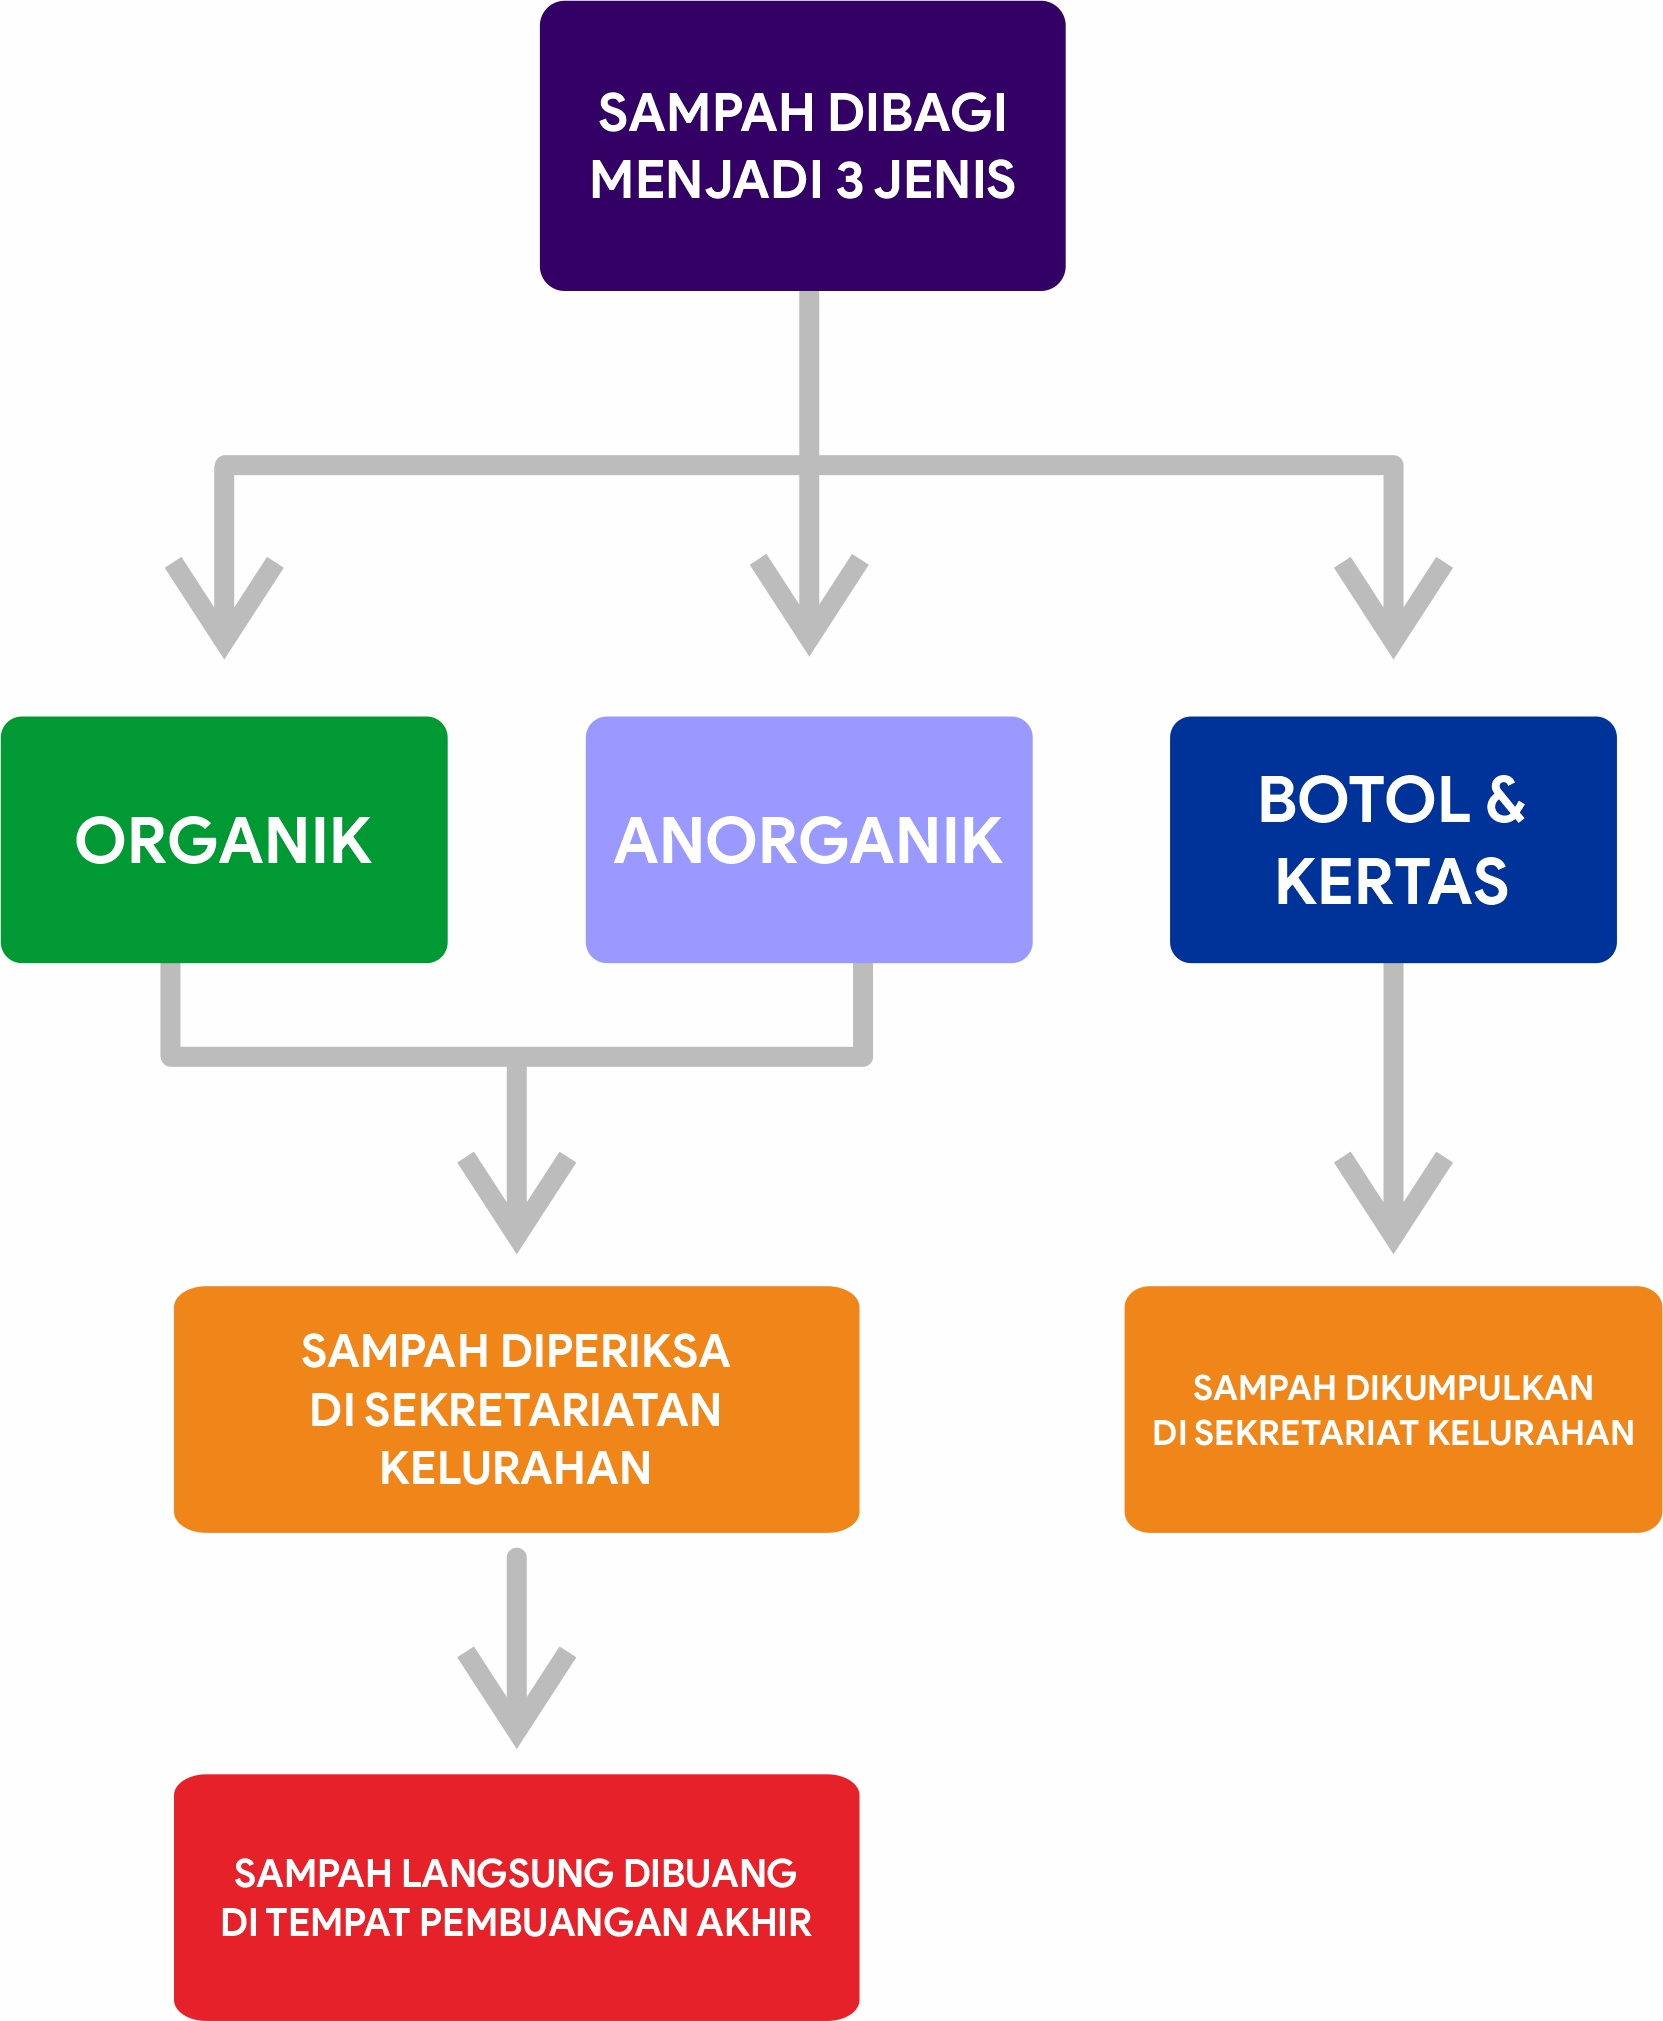 SAMPAH DIBAGI
MENJADI 3 JENIS
ORGANIK
ANORGANIK
BOTOL &
KERTAS
SAMPAH DIPERIKSA
DI SEKRETARIATAN
KELURAHAN
SAMPAH DIKUMPULKAN
DI SEKRETARIAT KELURAHAN
SAMPAH LANGSUNG DIBUANG
DI TEMPAT PEMBUANGAN AKHIR